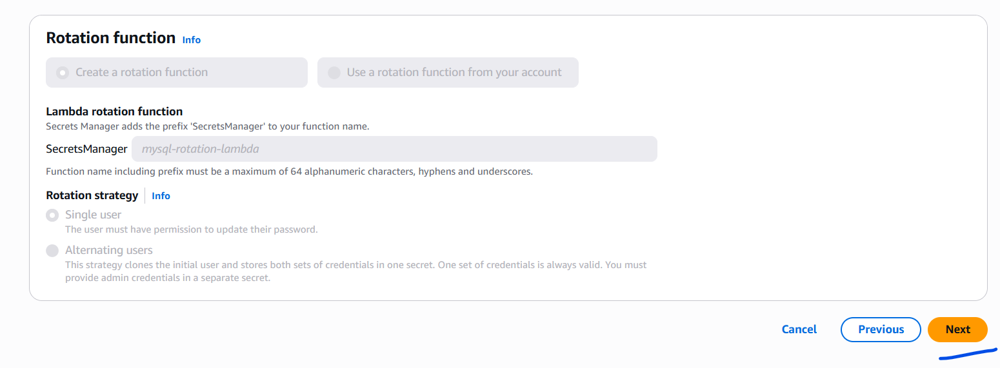 Rotation function Info
Create a rotation function Use a rotation function from your account
Lambda rotation function
Secrets Manager adds the prefix 'SecretsManager' to your function name.
SecretsManager mysql-rotation-lambda
Function name including prefix must be a maximum of 64 alphanumeric characters, hyphens and underscores.
Rotation strategy Info
Single user
The user must have permission to update their password.
Alternating users
This strategy clones the initial user and stores both sets of credentials in one secret. One set of credentials is always valid. You must
provide admin credentials in a separate secret.
Cancel Previous Next